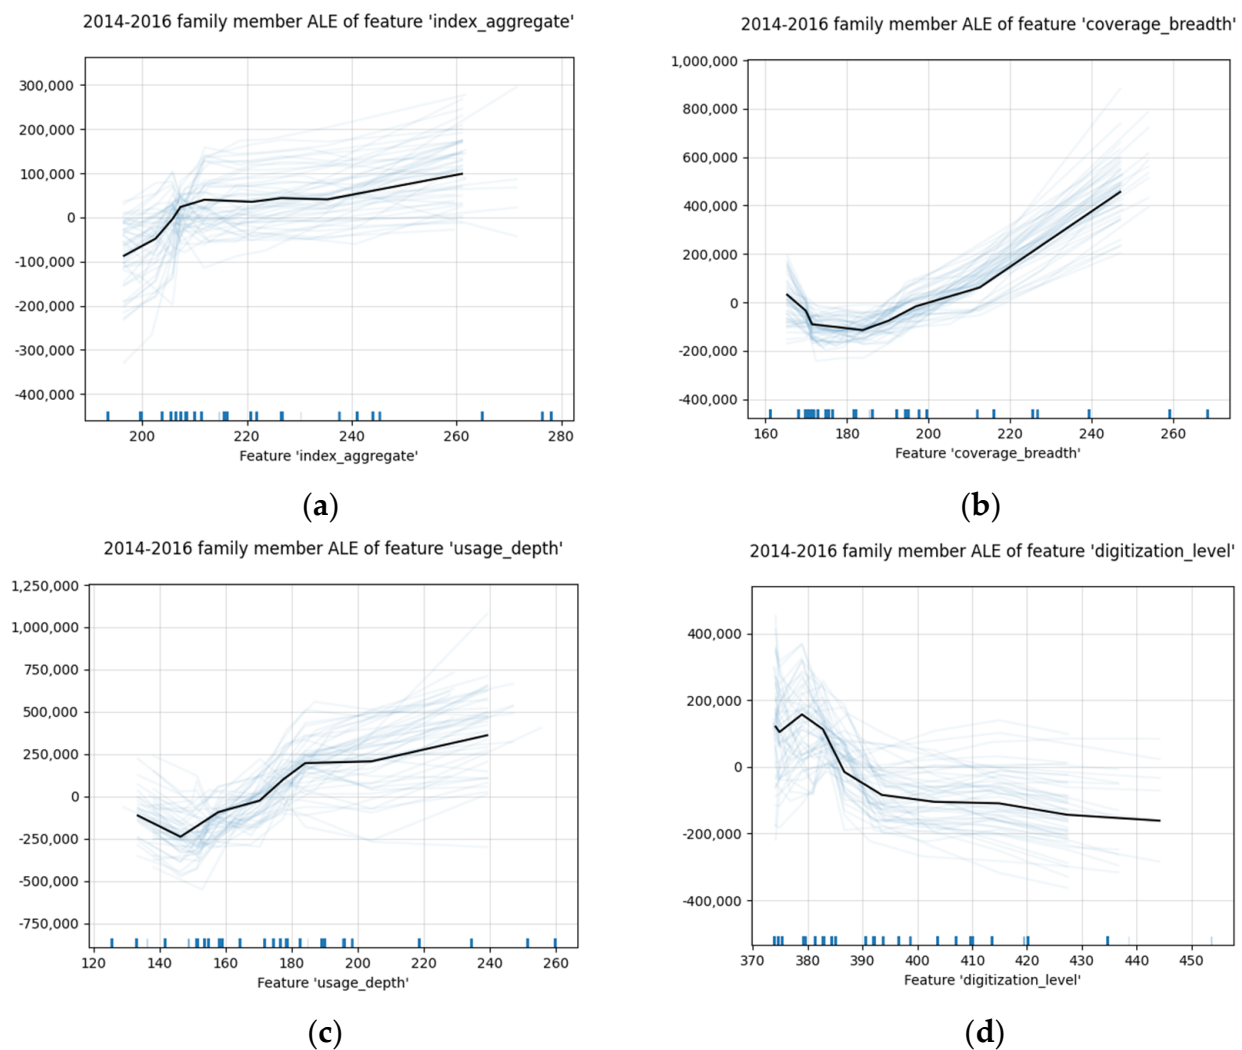 2014-2016 family member ALE of feature 'index_aggregate'
300,000
200,000
100,000
0
-100,000
-200,000
-300,000
-400,000
200 220 240 260 280
Feature 'index_aggregate'
(a)
2014-2016 family member ALE of feature 'coverage_breadth'
1,000,000
800,000
600,000
400,000
200,000
0
-200,000
-400,000
160 180 200 220 240 260
Feature 'coverage_breadth'
(b)
2014-2016 family member ALE of feature 'usage_depth'
1,250,000
1,000,000
750,000
500,000
250,000
0
-250,000
-500,000
-750,000
120 140 160 180 200 220 240 260
Feature 'usage_depth'
(c)
2014-2016 family member ALE of feature 'digitization_level'
400,000
200,000
0
-200,000
-400,000
370 380 390 400 410 420 430 440 450
Feature 'digitization_level'
(d)